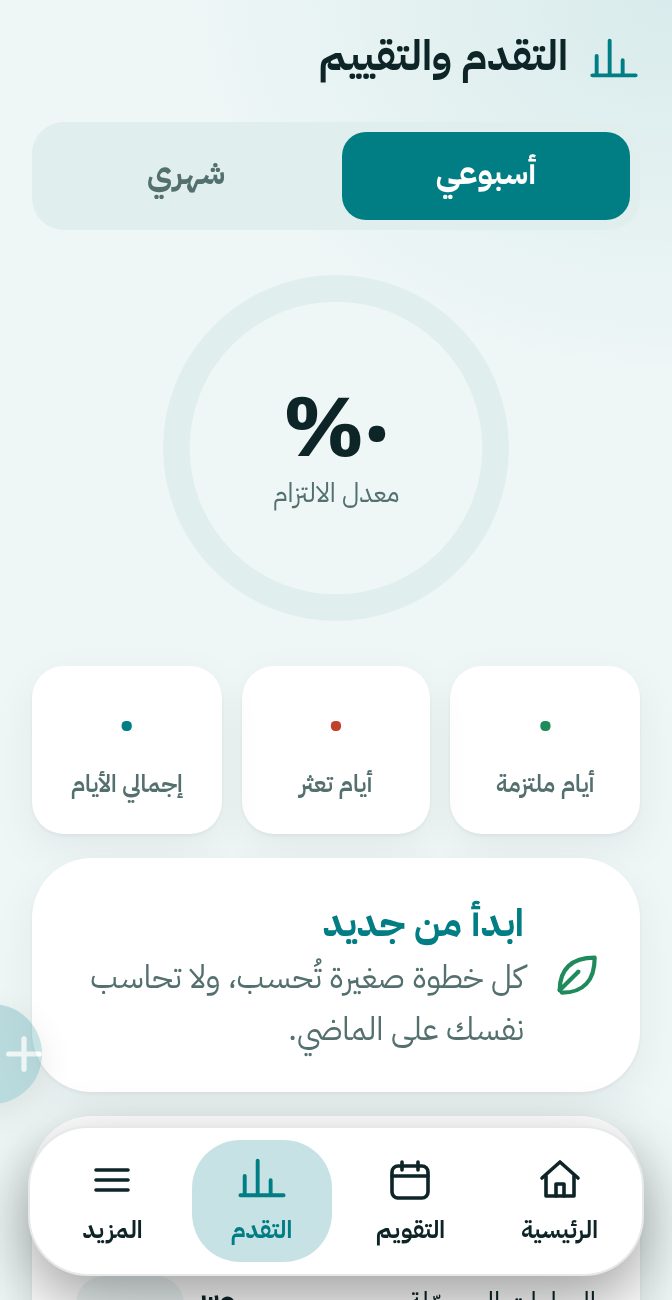 التقدم والتقييم
أسبوعي
شهري
٠%
معدل الالتزام
٠
أيام ملتزمة
٠
أيام تعثر
٠
إجمالي الأيام
ابدأ من جديد
كل خطوة صغيرة تُحسب، ولا تحاسب
نفسك على الماضي.
الرئيسية
التقويم
التقدم
المزيد